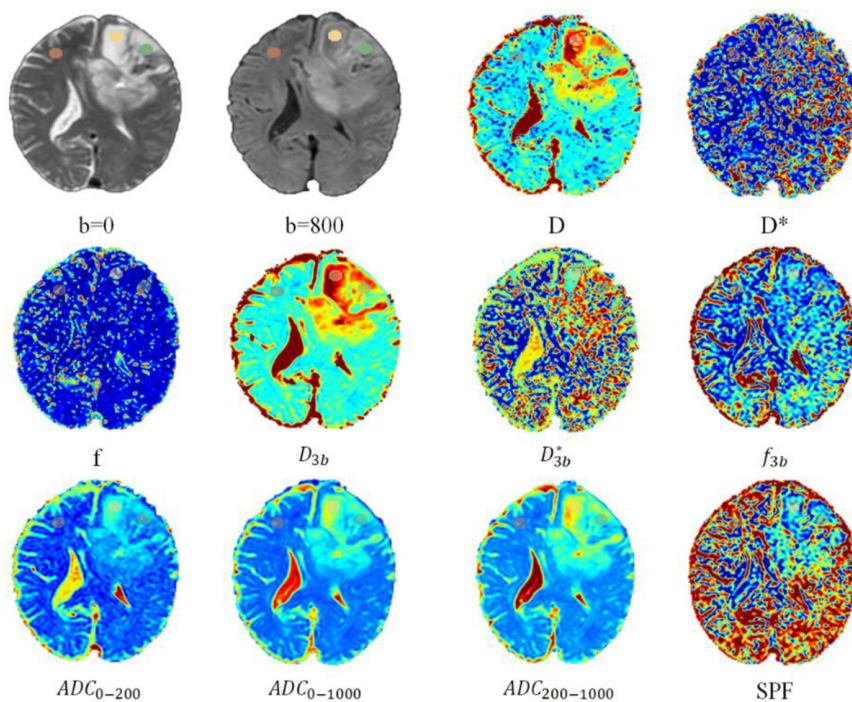 b=0 b=800 D D*
f D₃b D*₃b f₃b
ADC₀₋₂₀₀ ADC₀₋₁₀₀₀ ADC₂₀₀₋₁₀₀₀ SPF